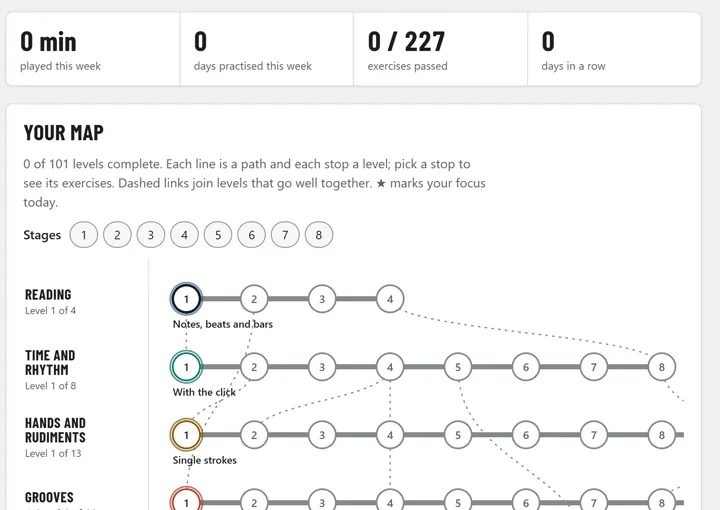 0 min
played this week
0
days practised this week
0 / 227
exercises passed
0
days in a row
YOUR MAP
0 of 101 levels complete. Each line is a path and each stop a level; pick a stop to
see its exercises. Dashed links join levels that go well together. ★ marks your focus
today.
Stages 1 2 3 4 5 6 7 8
READING
Level 1 of 4
1 2 3 4
Notes, beats and bars
TIME AND
RHYTHM
Level 1 of 8
1 2 3 4 5 6 7 8
With the click
HANDS AND
RUDIMENTS
Level 1 of 13
1 2 3 4 5 6 7 8
Single strokes
GROOVES
1 2 3 4 5 6 7 8